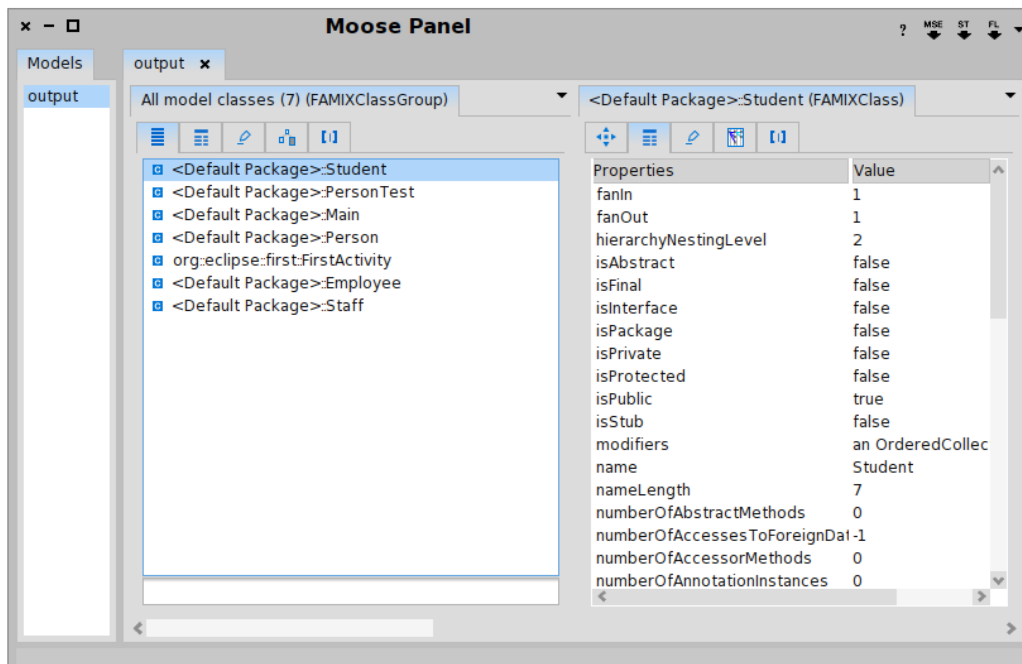 Moose Panel
? MSE ST FL
Models
output
output
All model classes (7) (FAMIXClassGroup)
<Default Package>::Student
<Default Package>::PersonTest
<Default Package>::Main
<Default Package>::Person
org::eclipse::first::FirstActivity
<Default Package>::Employee
<Default Package>::Staff
<Default Package>::Student (FAMIXClass)
Properties Value
fanIn 1
fanOut 1
hierarchyNestingLevel 2
isAbstract false
isFinal false
isInterface false
isPackage false
isPrivate false
isProtected false
isPublic true
isStub false
modifiers an OrderedCollec
name Student
nameLength 7
numberOfAbstractMethods 0
numberOfAccessesToForeignDat -1
numberOfAccessorMethods 0
numberOfAnnotationInstances 0